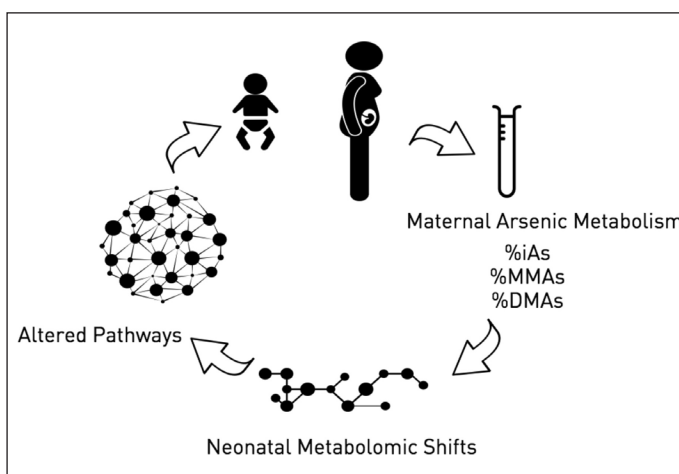 Maternal Arsenic Metabolism
%iAs
%MMAs
%DMAs
Altered Pathways
Neonatal Metabolomic Shifts